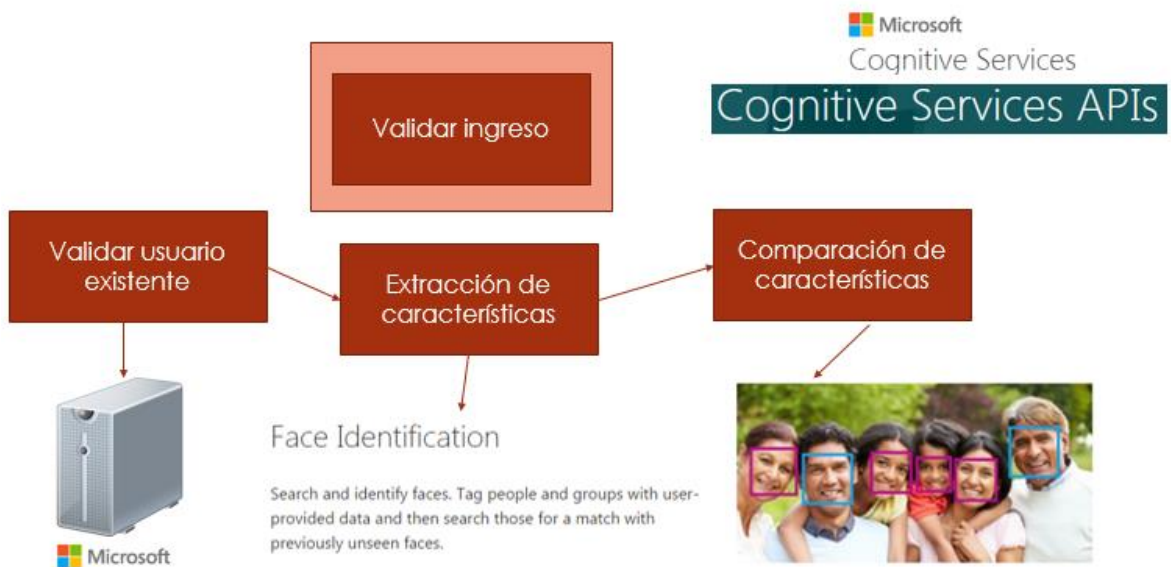 Microsoft
Cognitive Services
Cognitive Services APIs
Validar ingreso
Validar usuario
existente
Extracción de
características
Comparación de
características
Face Identification
Search and identify faces. Tag people and groups with user-
provided data and then search those for a match with
previously unseen faces.
Microsoft